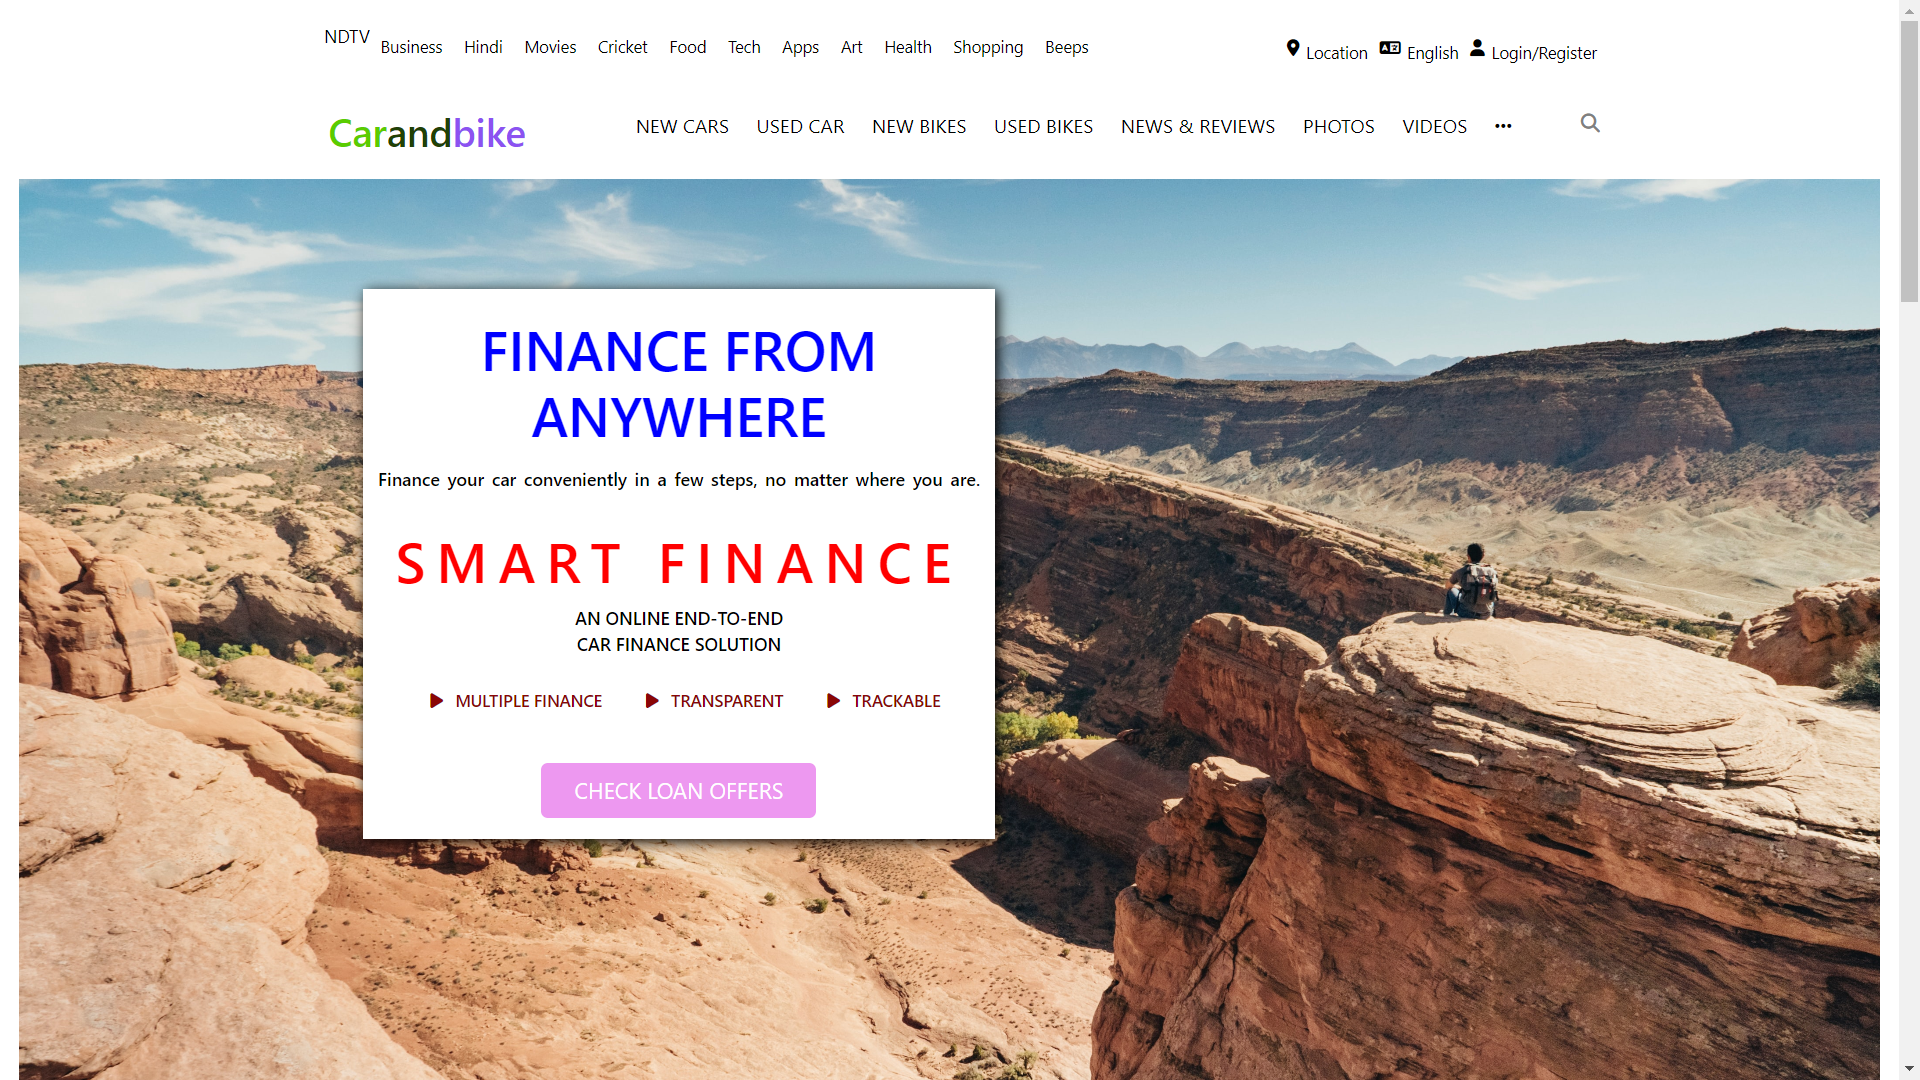 NDTV Business Hindi Movies Cricket Food Tech Apps Art Health Shopping Beeps Location English Login/Register
Carandbike NEW CARS USED CAR NEW BIKES USED BIKES NEWS & REVIEWS PHOTOS VIDEOS •••
FINANCE FROM
ANYWHERE
Finance your car conveniently in a few steps, no matter where you are.
SMART FINANCE
AN ONLINE END-TO-END
CAR FINANCE SOLUTION
MULTIPLE FINANCE TRANSPARENT TRACKABLE
CHECK LOAN OFFERS